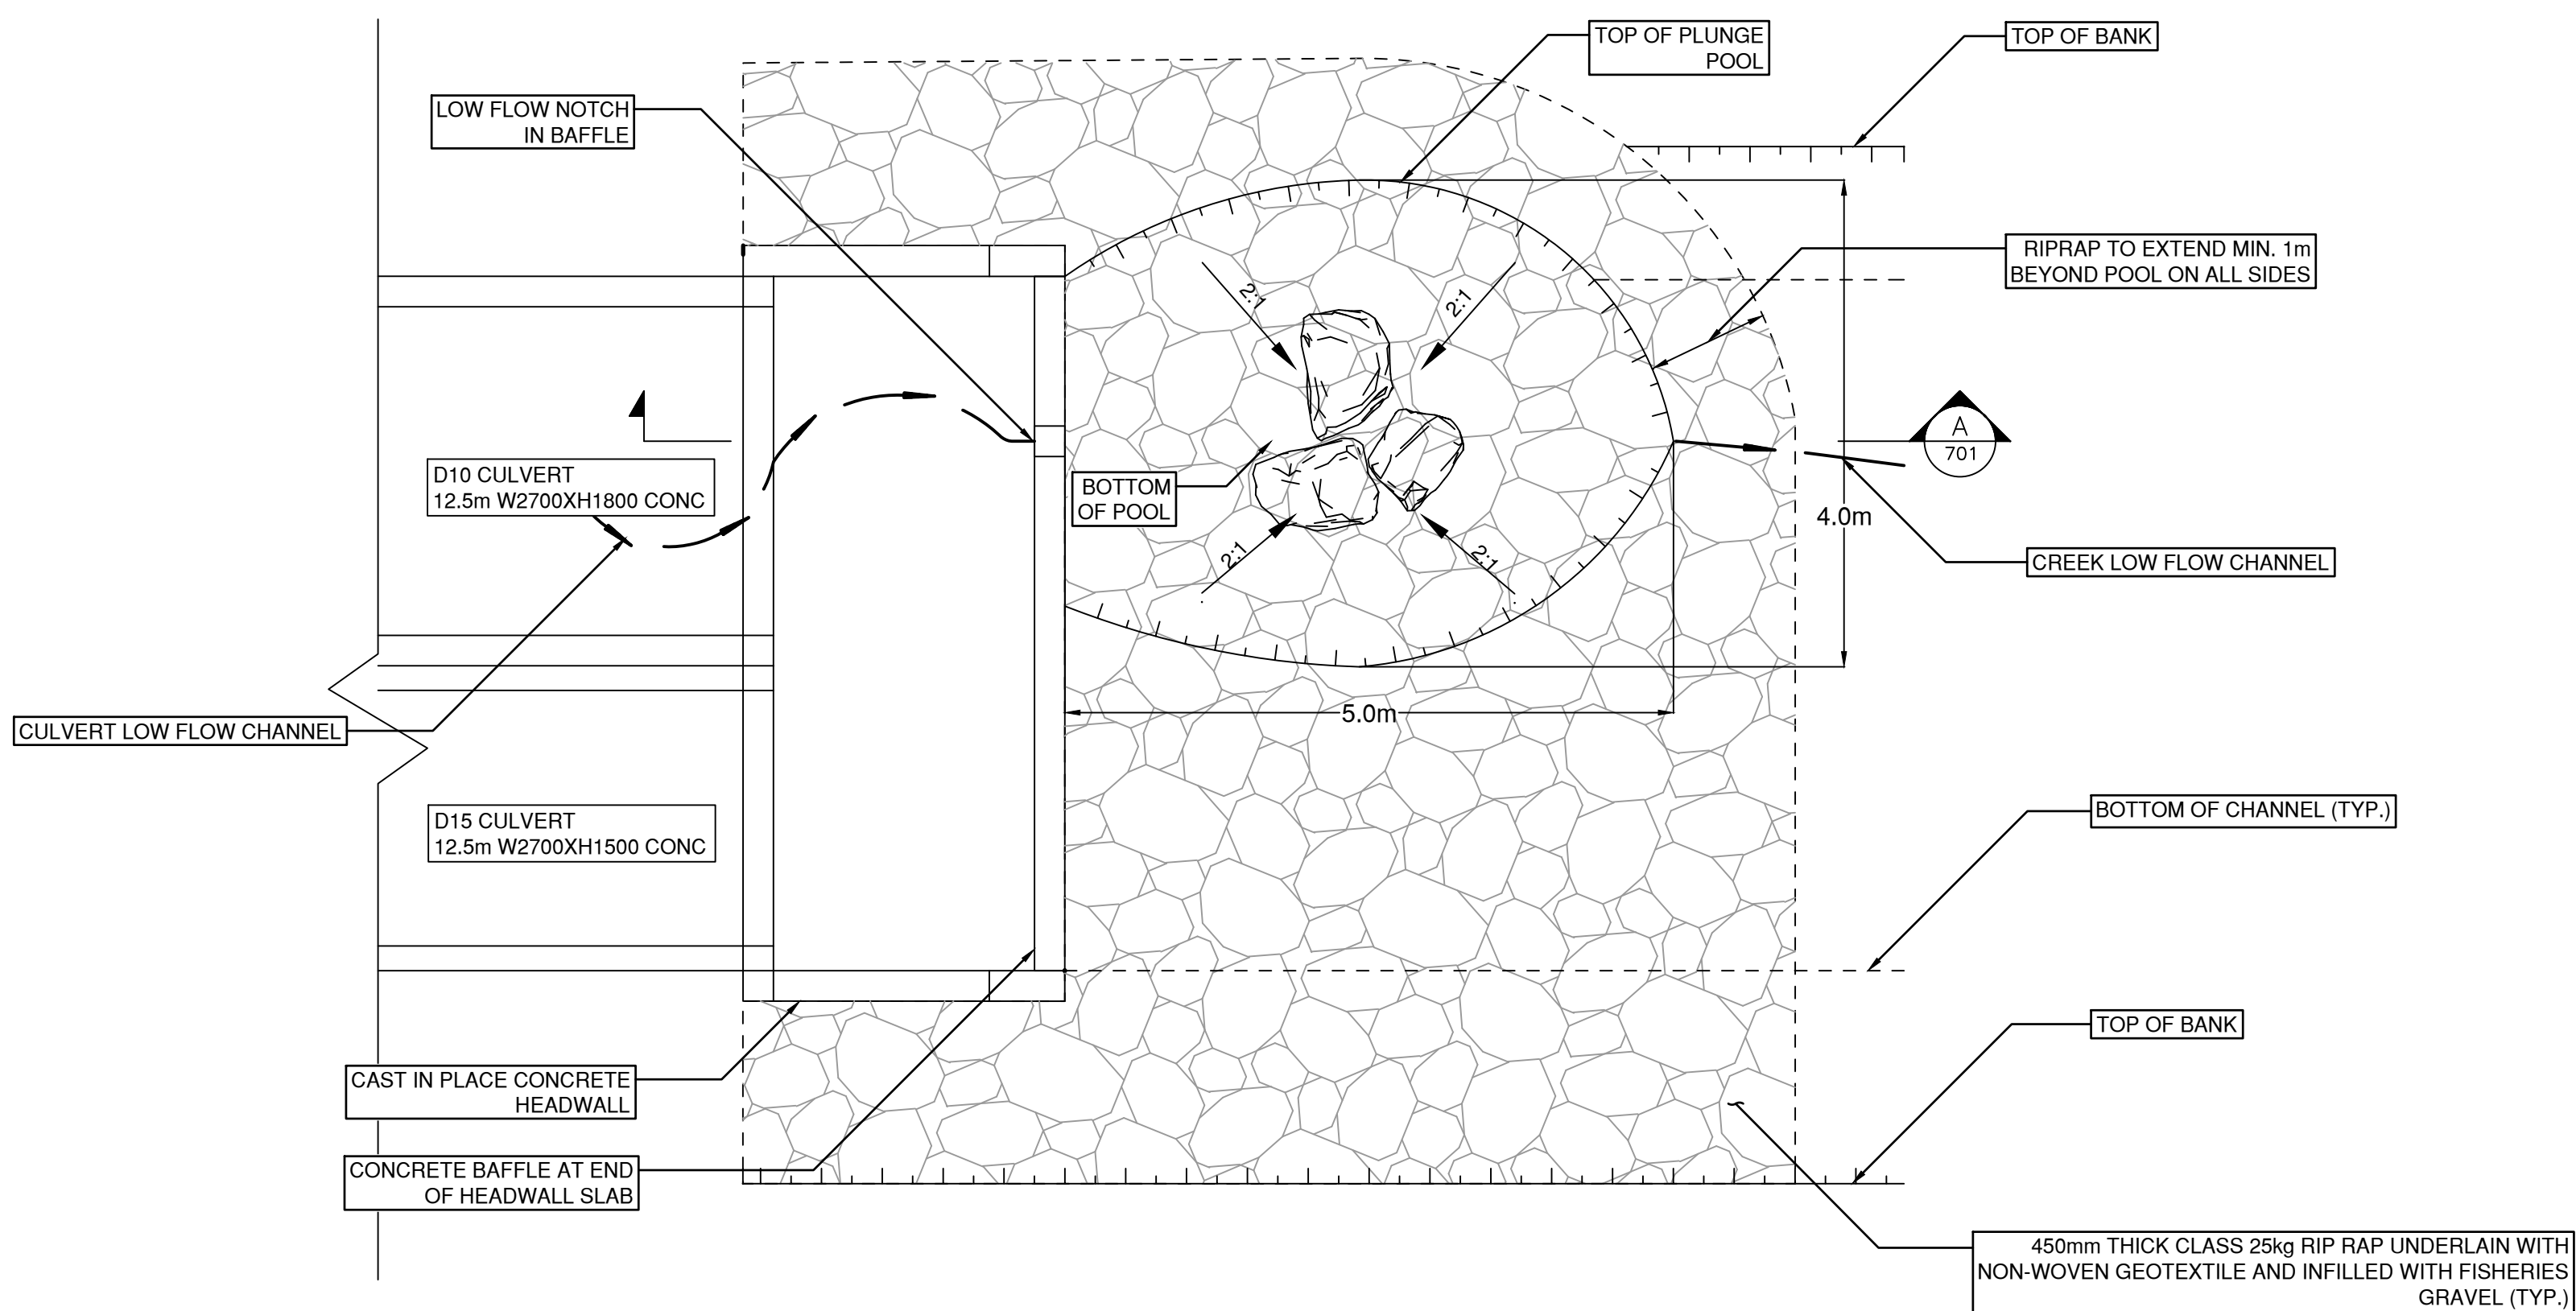 TOP OF PLUNGE
POOL
TOP OF BANK
LOW FLOW NOTCH
IN BAFFLE
RIPRAP TO EXTEND MIN. 1m
BEYOND POOL ON ALL SIDES
2:1
2:1
A
701
D10 CULVERT
12.5m W2700XH1800 CONC
BOTTOM
OF POOL
4.0m
2:1
2:1
CREEK LOW FLOW CHANNEL
5.0m
CULVERT LOW FLOW CHANNEL
D15 CULVERT
12.5m W2700XH1500 CONC
BOTTOM OF CHANNEL (TYP.)
TOP OF BANK
CAST IN PLACE CONCRETE
HEADWALL
CONCRETE BAFFLE AT END
OF HEADWALL SLAB
450mm THICK CLASS 25kg RIP RAP UNDERLAIN WITH
NON-WOVEN GEOTEXTILE AND INFILLED WITH FISHERIES
GRAVEL (TYP.)